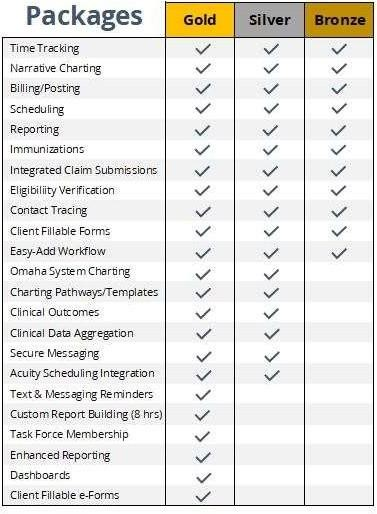 Packages Gold Silver Bronze
Time Tracking ✓ ✓ ✓
Narrative Charting ✓ ✓ ✓
Billing/Posting ✓ ✓ ✓
Scheduling ✓ ✓ ✓
Reporting ✓ ✓ ✓
Immunizations ✓ ✓ ✓
Integrated Claim Submissions ✓ ✓ ✓
Eligibility Verification ✓ ✓ ✓
Contact Tracing ✓ ✓ ✓
Client Fillable Forms ✓ ✓ ✓
Easy-Add Workflow ✓ ✓ ✓
Omaha System Charting ✓ ✓
Charting Pathways/Templates ✓ ✓
Clinical Outcomes ✓ ✓
Clinical Data Aggregation ✓ ✓
Secure Messaging ✓ ✓
Acuity Scheduling Integration ✓ ✓
Text & Messaging Reminders ✓
Custom Report Building (8 hrs) ✓
Task Force Membership ✓
Enhanced Reporting ✓
Dashboards ✓
Client Fillable e-Forms ✓